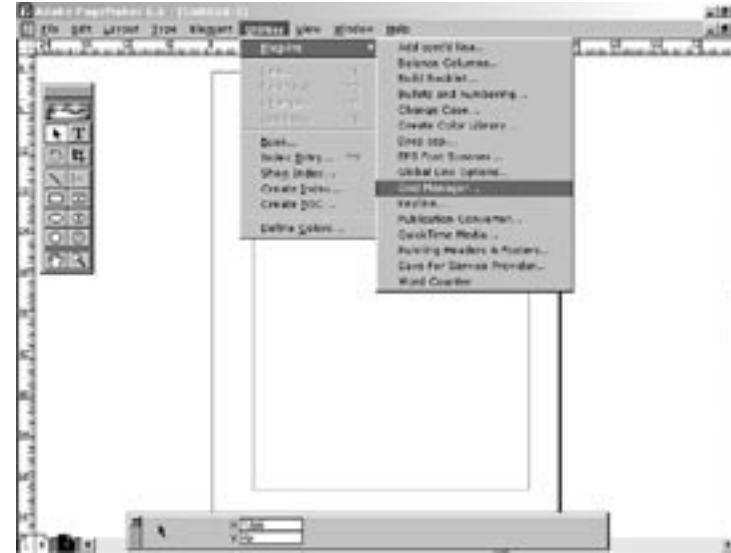 Adobe PageMaker 6.5 - [Untitled-1]
File Edit Layout Type Element Utilities View Window Help
Plug-ins
Find...
Change...
Book...
Index Entry...
Show Index...
Create Index...
Create TOC...
Define Colors...
Add cont'd line...
Balance Columns...
Build Booklet...
Bullets and numbering...
Change Case...
Create Color Library...
Drop cap...
EPS Font Scanner...
Global Link Options...
Grid Manager...
Keyline...
Publication Converter...
QuickTime Media...
Running Headers & Footers...
Save For Service Provider...
Word Counter
T
X
Y